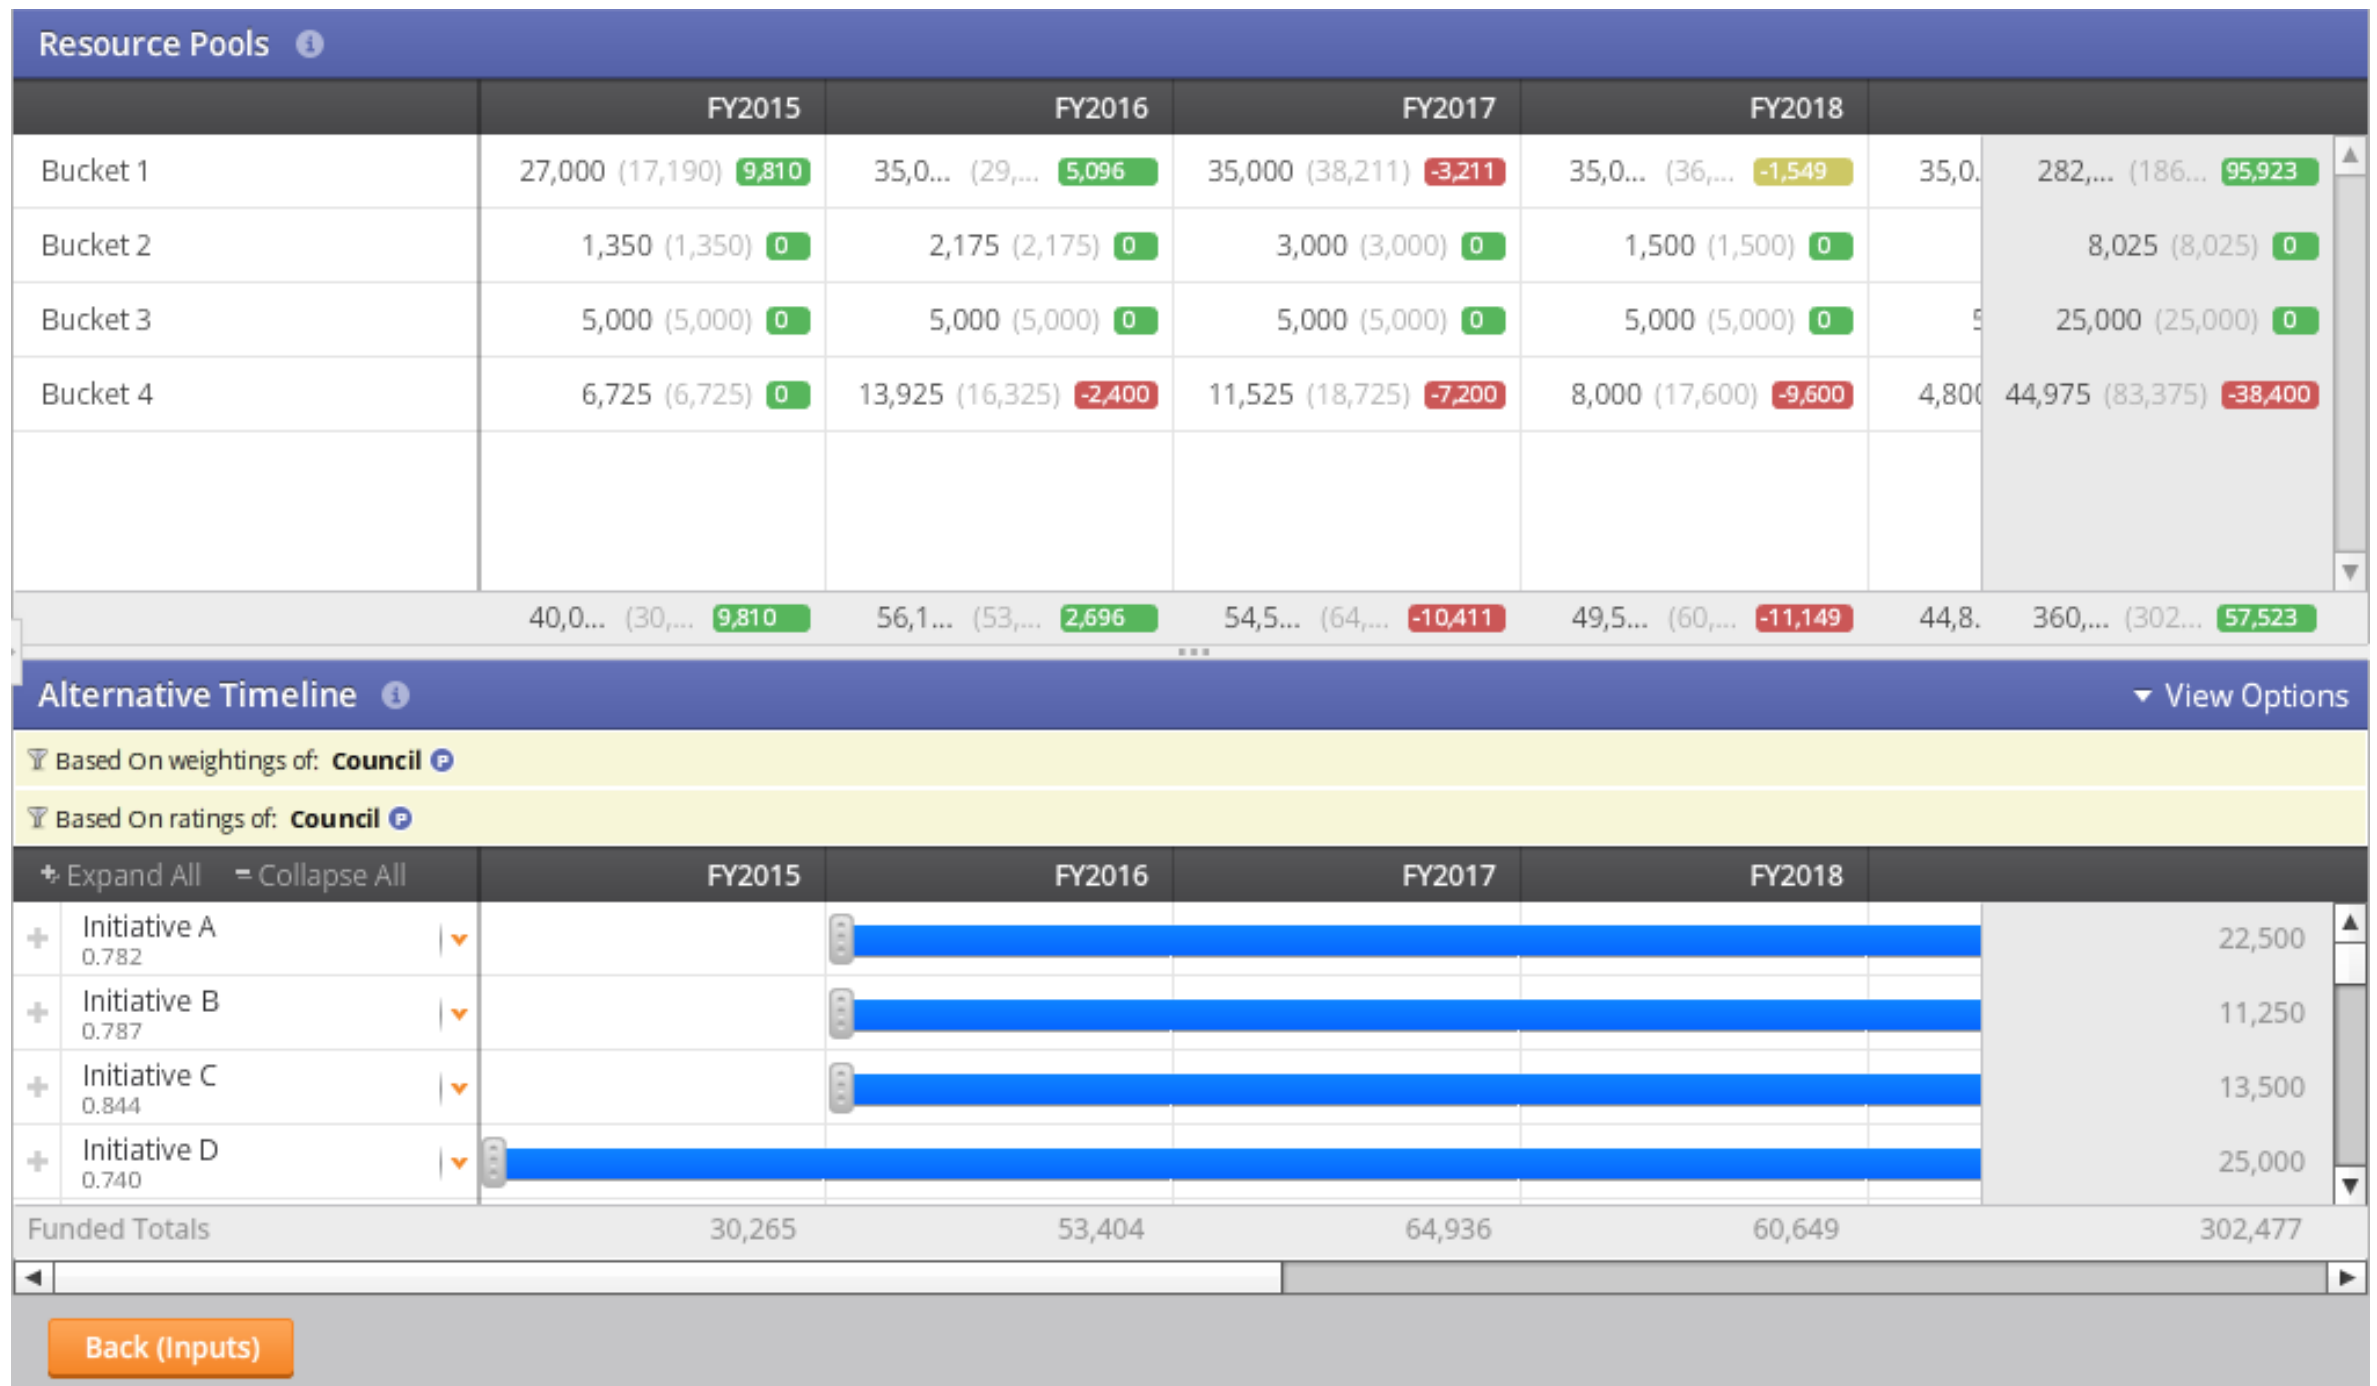 Resource Pools
FY2015 FY2016 FY2017 FY2018
Bucket 1 27,000 (17,190) 9,810 35,0... (29,... 5,096 35,000 (38,211) -3,211 35,0... (36,... -1,549 35,0. 282,... (186... 95,923
Bucket 2 1,350 (1,350) 0 2,175 (2,175) 0 3,000 (3,000) 0 1,500 (1,500) 0 8,025 (8,025) 0
Bucket 3 5,000 (5,000) 0 5,000 (5,000) 0 5,000 (5,000) 0 5,000 (5,000) 0 25,000 (25,000) 0
Bucket 4 6,725 (6,725) 0 13,925 (16,325) -2,400 11,525 (18,725) -7,200 8,000 (17,600) -9,600 4,800 44,975 (83,375) -38,400
40,0... (30,... 9,810 56,1... (53,... 2,696 54,5... (64,... -10,411 49,5... (60,... -11,149 44,8. 360,... (302... 57,523
Alternative Timeline View Options
Based On weightings of: Council P
Based On ratings of: Council P
Expand All Collapse All FY2015 FY2016 FY2017 FY2018
Initiative A 22,500
0.782
Initiative B 11,250
0.787
Initiative C 13,500
0.844
Initiative D 25,000
0.740
Funded Totals 30,265 53,404 64,936 60,649 302,477
Back (Inputs)